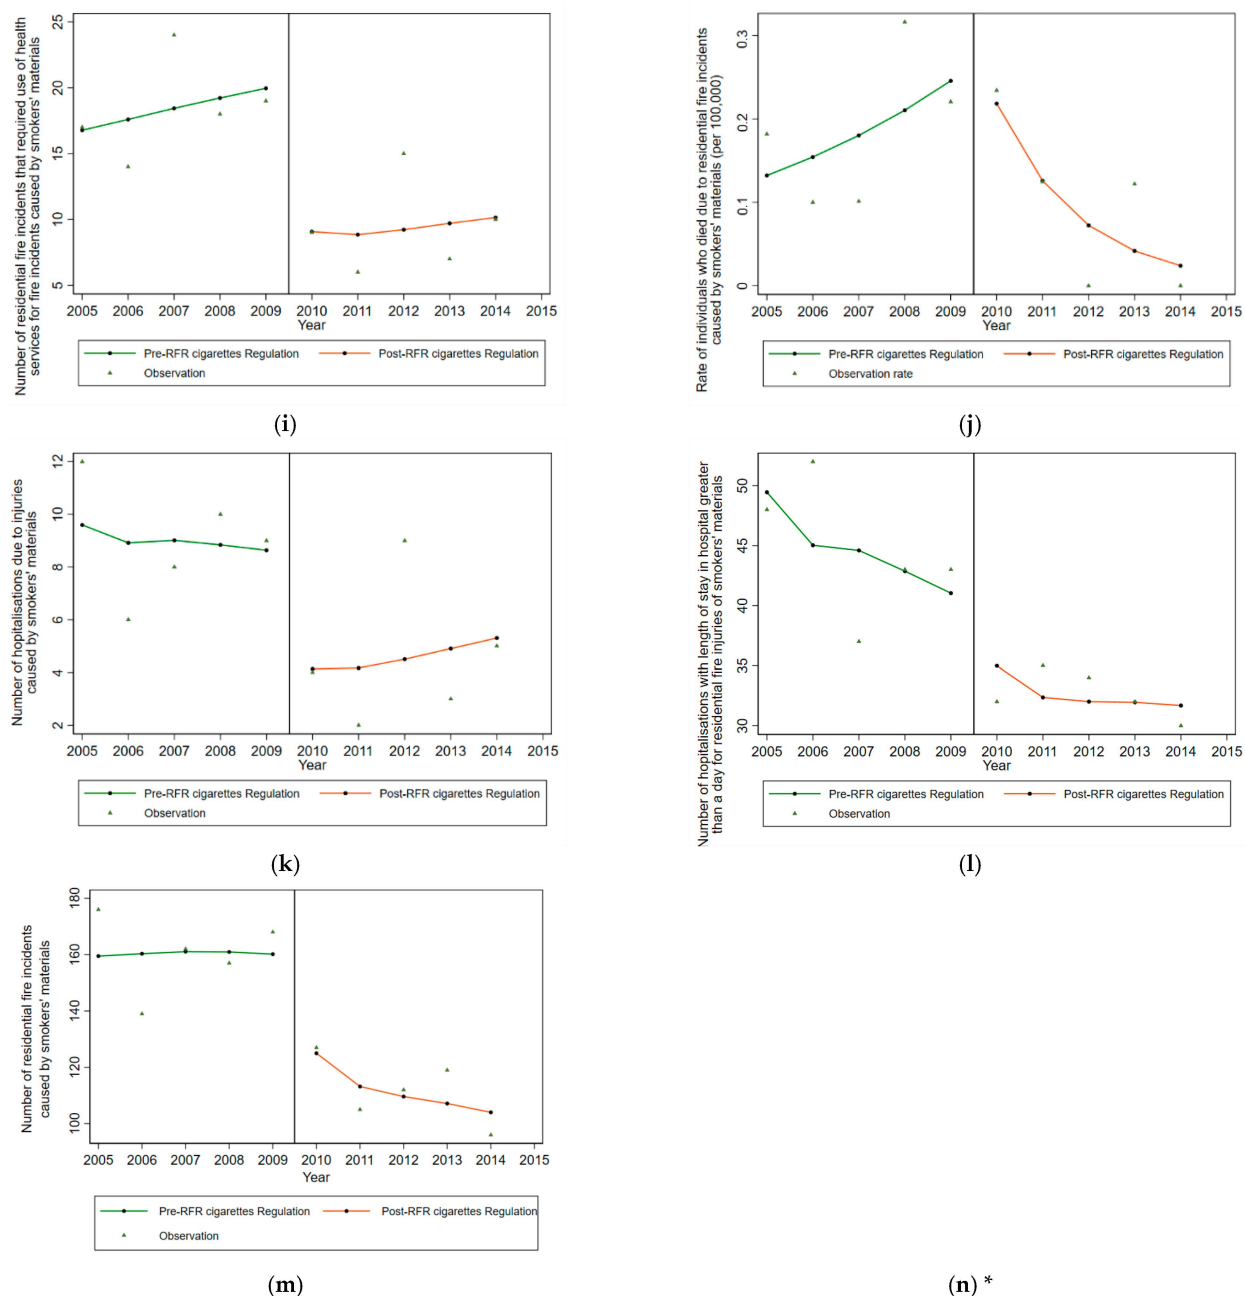 Number of residential fire incidents that required use of health
services for fire incidents caused by smokers' materials
25
20
15
10
5
2005 2006 2007 2008 2009 2010 2011 2012 2013 2014 2015
Year
Pre-RFR cigarettes Regulation Post-RFR cigarettes Regulation
Observation
(i)
Rate of individuals who died due to residential fire incidents
caused by smokers' materials (per 100,000)
0.3
0.2
0.1
0
2005 2006 2007 2008 2009 2010 2011 2012 2013 2014 2015
Year
Pre-RFR cigarettes Regulation Post-RFR cigarettes Regulation
Observation rate
(j)
Number of hopitalisations due to injuries
caused by smokers' materials
12
10
8
6
4
2
2005 2006 2007 2008 2009 2010 2011 2012 2013 2014 2015
Year
Pre-RFR cigarettes Regulation Post-RFR cigarettes Regulation
Observation
(k)
Number of hopitalisations with length of stay in hospital greater
than a day for residential fire injuries of smokers' materials
50
45
40
35
30
2005 2006 2007 2008 2009 2010 2011 2012 2013 2014 2015
Year
Pre-RFR cigarettes Regulation Post-RFR cigarettes Regulation
Observation
(l)
Number of residential fire incidents
caused by smokers' materials
180
160
140
120
100
2005 2006 2007 2008 2009 2010 2011 2012 2013 2014 2015
Year
Pre-RFR cigarettes Regulation Post-RFR cigarettes Regulation
Observation
(m)
(n) *